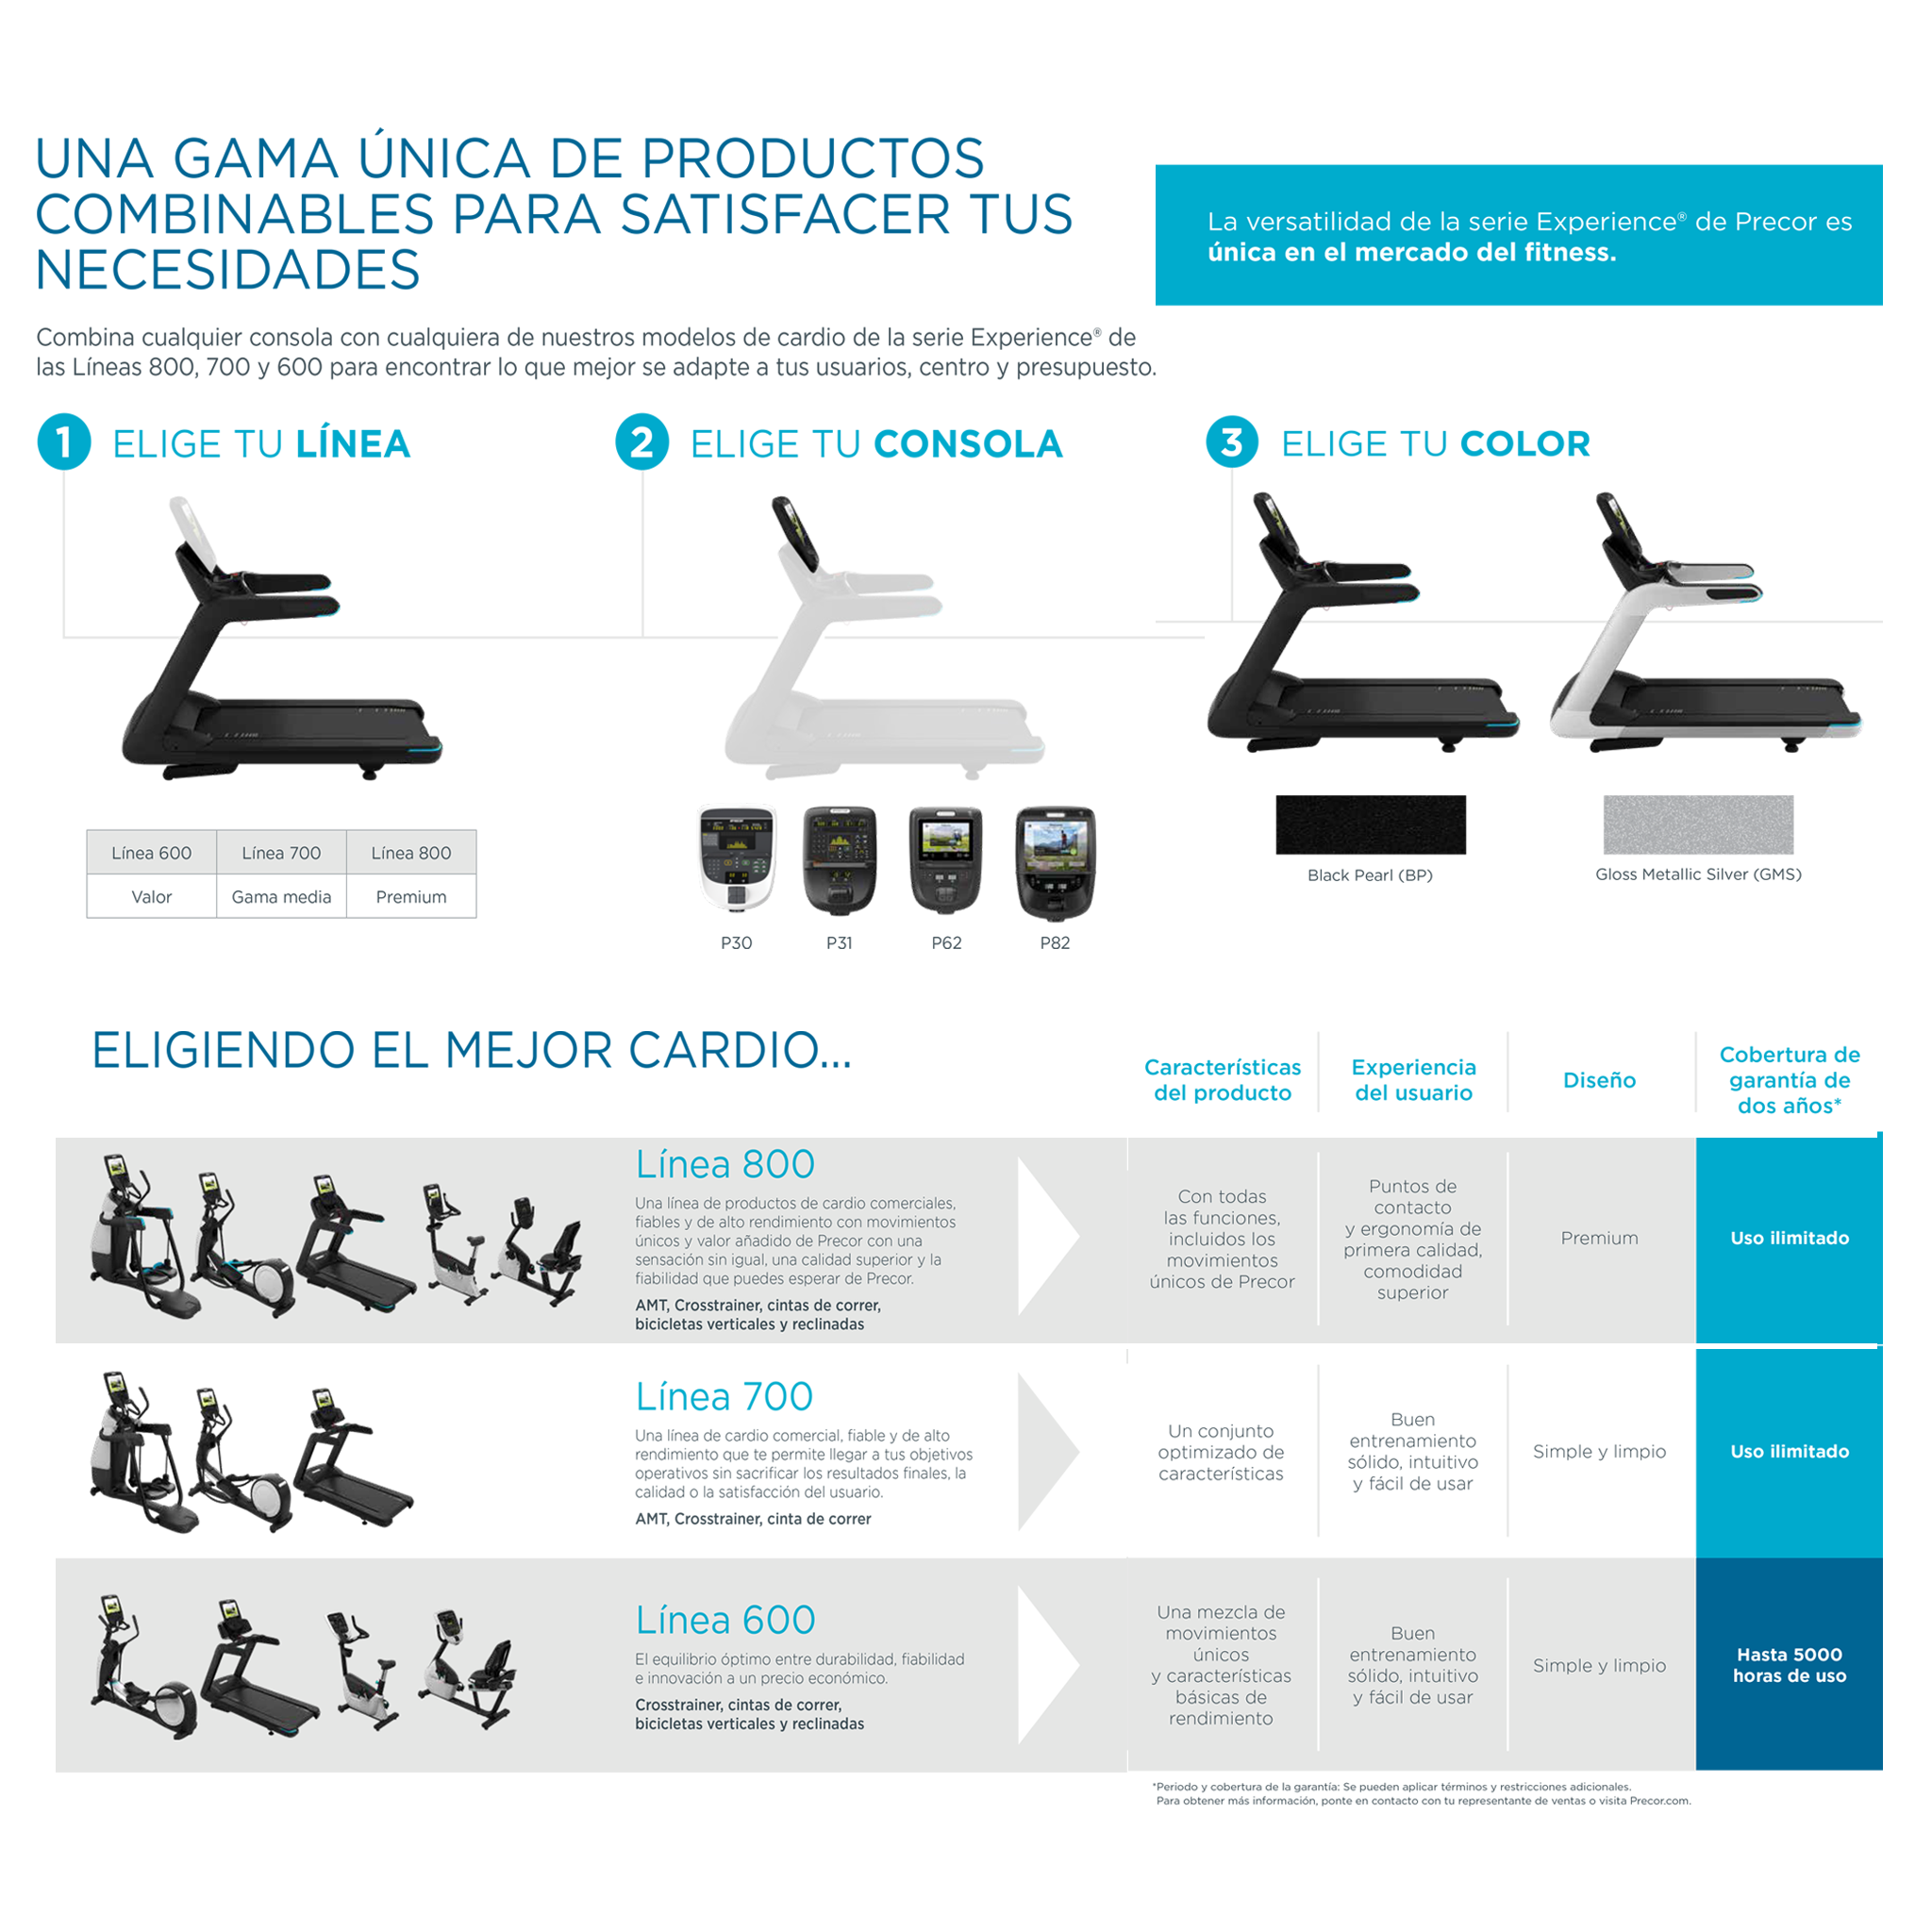 UNA GAMA ÚNICA DE PRODUCTOS
COMBINABLES PARA SATISFACER TUS
NECESIDADES
La versatilidad de la serie Experience® de Precor es
única en el mercado del fitness.
Combina cualquier consola con cualquiera de nuestros modelos de cardio de la serie Experience® de
las Líneas 800, 700 y 600 para encontrar lo que mejor se adapte a tus usuarios, centro y presupuesto.
1 ELIGE TU LÍNEA
Línea 600 Línea 700 Línea 800
Valor Gama media Premium
2 ELIGE TU CONSOLA
P30 P31 P62 P82
3 ELIGE TU COLOR
Black Pearl (BP) Gloss Metallic Silver (GMS)
ELIGIENDO EL MEJOR CARDIO...
Características
del producto
Experiencia
del usuario
Diseño
Cobertura de
garantía de
dos años*
Línea 800
Una línea de productos de cardio comerciales,
fiables y de alto rendimiento con movimientos
únicos y valor añadido de Precor con una
sensación sin igual, una calidad superior y la
fiabilidad que puedes esperar de Precor.
AMT, Crosstrainer, cintas de correr,
bicicletas verticales y reclinadas
Con todas
las funciones,
incluidos los
movimientos
únicos de Precor
Puntos de
contacto
y ergonomía de
primera calidad,
comodidad
superior
Premium
Uso ilimitado
Línea 700
Una línea de cardio comercial, fiable y de alto
rendimiento que te permite llegar a tus objetivos
operativos sin sacrificar los resultados finales, la
calidad o la satisfacción del usuario.
AMT, Crosstrainer, cinta de correr
Un conjunto
optimizado de
características
Buen
entrenamiento
sólido, intuitivo
y fácil de usar
Simple y limpio
Uso ilimitado
Línea 600
El equilibrio óptimo entre durabilidad, fiabilidad
e innovación a un precio económico.
Crosstrainer, cintas de correr,
bicicletas verticales y reclinadas
Una mezcla de
movimientos
únicos
y características
básicas de
rendimiento
Buen
entrenamiento
sólido, intuitivo
y fácil de usar
Simple y limpio
Hasta 5000
horas de uso
*Periodo y cobertura de la garantía: Se pueden aplicar términos y restricciones adicionales.
Para obtener más información, ponte en contacto con tu representante de ventas o visita Precor.com.